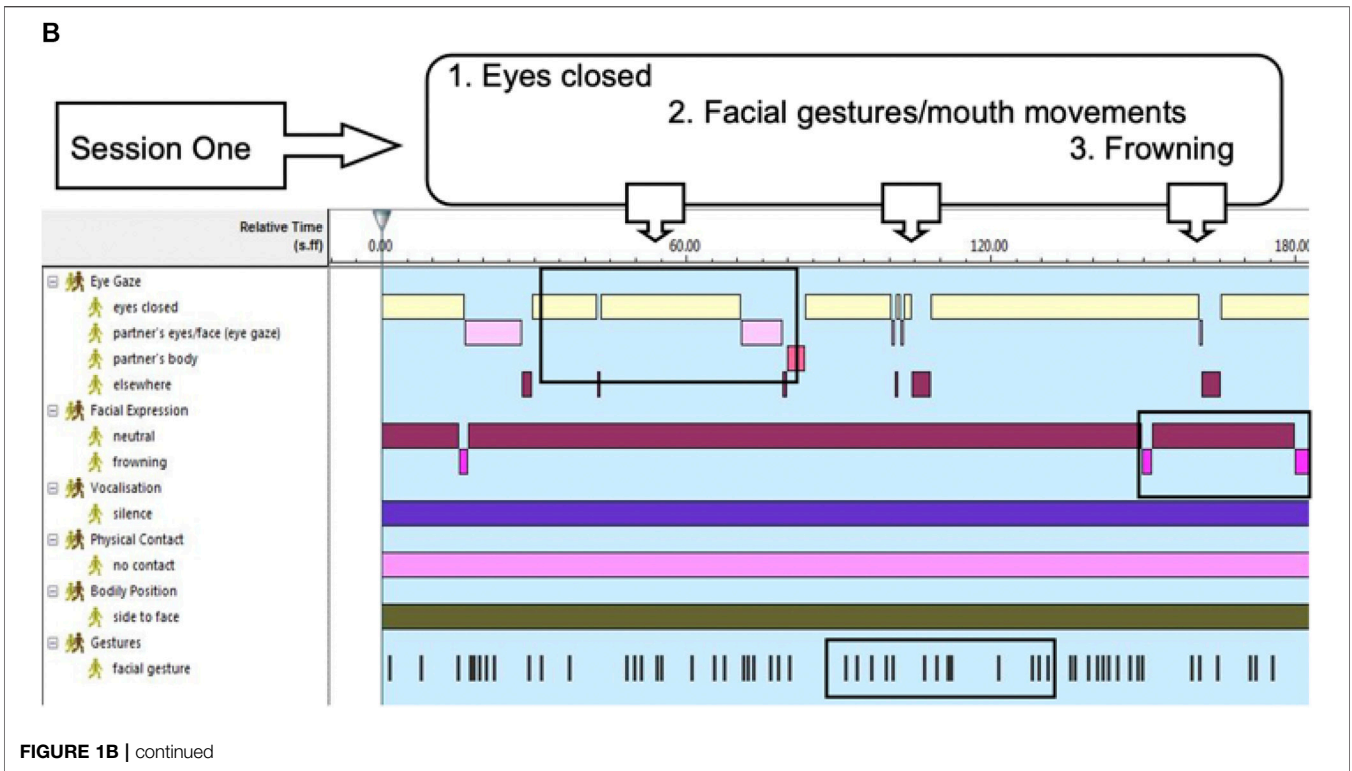 B
1. Eyes closed
2. Facial gestures/mouth movements
3. Frowning
Session One
Relative Time
(s.ff)
0.00 60.00 120.00 180.00
Eye Gaze
eyes closed
partner's eyes/face (eye gaze)
partner's body
elsewhere
Facial Expression
neutral
frowning
Vocalisation
silence
Physical Contact
no contact
Bodily Position
side to face
Gestures
facial gesture
FIGURE 1B | continued